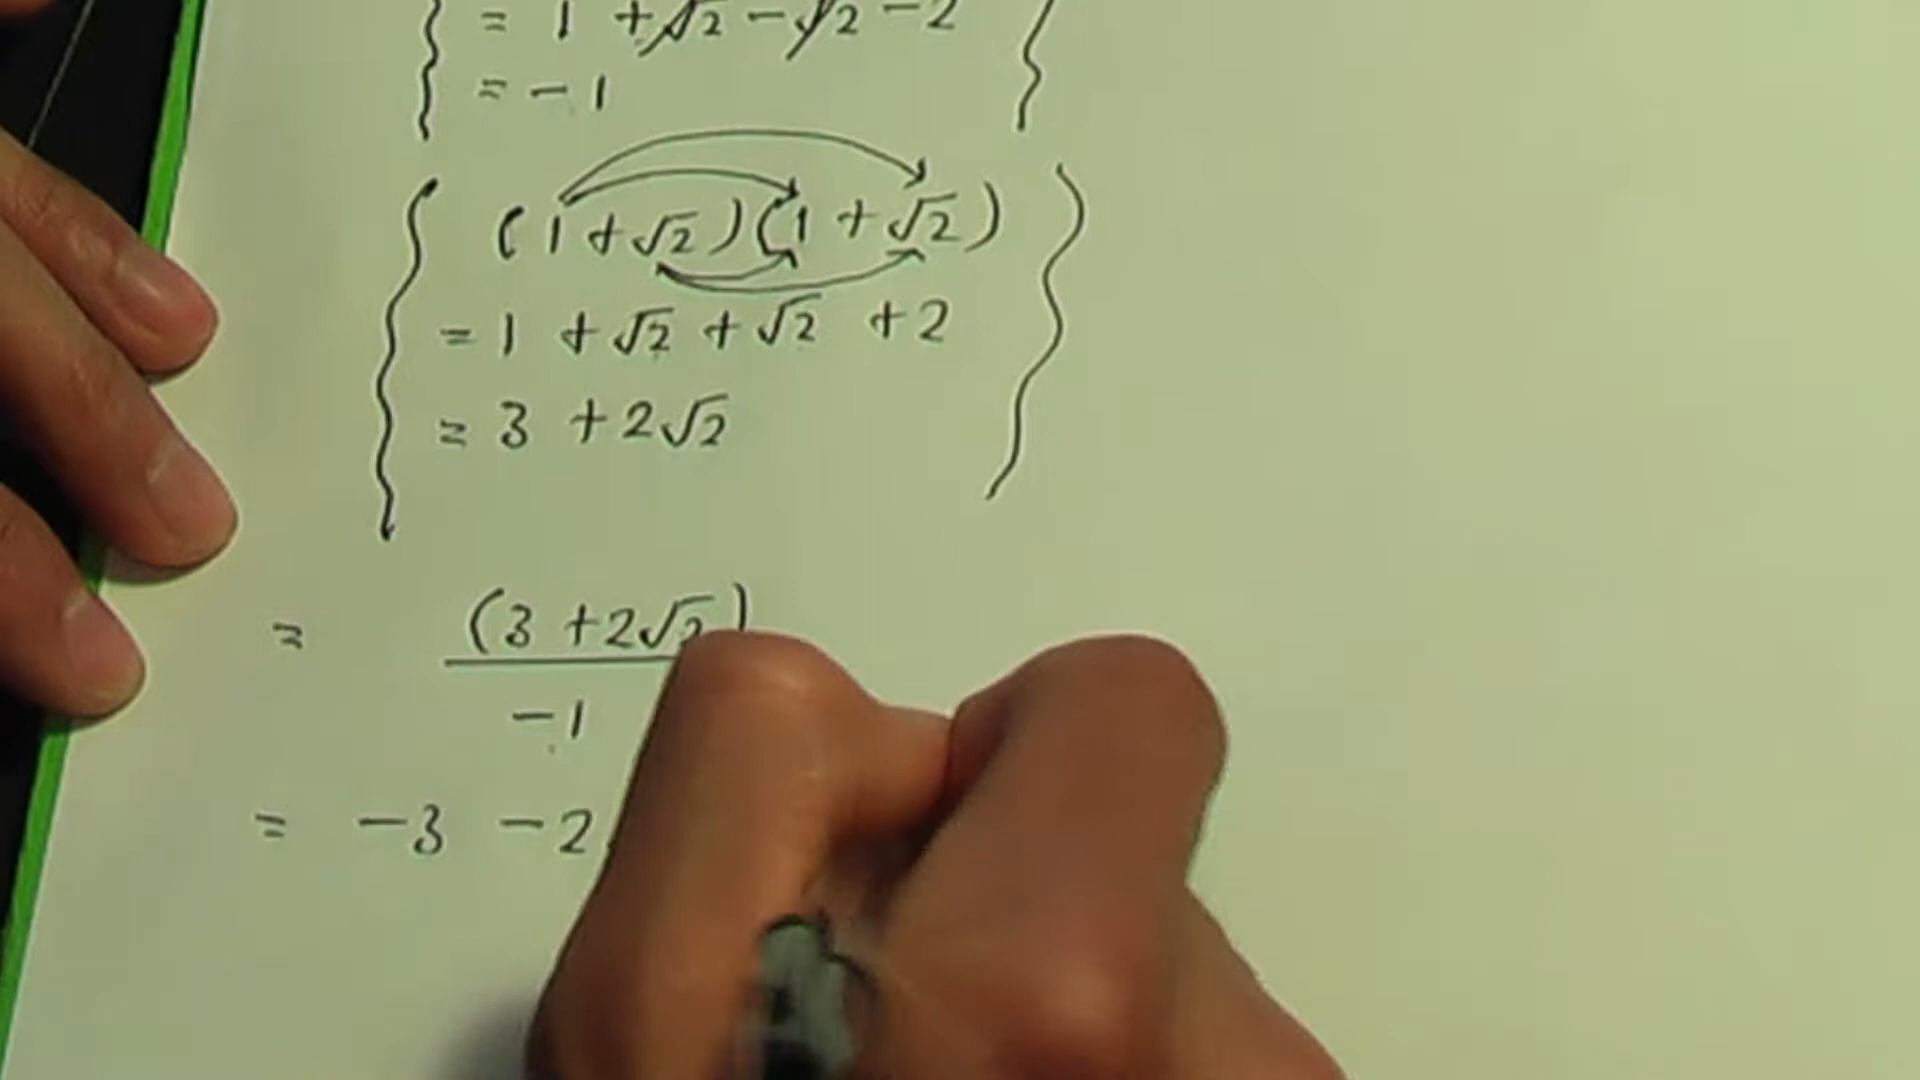 = 1 + √2 - √2 - 2
= - 1
(1 + √2)(1 + √2)
= 1 + √2 + √2 + 2
= 3 + 2√2
= (3 + 2√2)
-1
= -3 -2